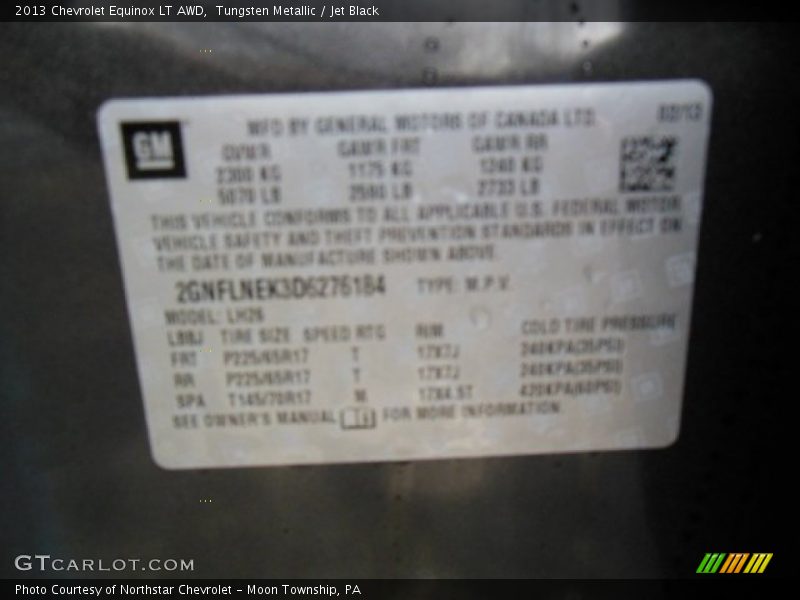 2013 Chevrolet Equinox LT AWD,  Tungsten Metallic / Jet Black
GM
MFD BY GENERAL MOTORS OF CANADA LTD.
GVWR GAWR FRT GAWR RR
2300 KG 1175 KG 1240 KG
5070 LB 2590 LB 2733 LB
THIS VEHICLE CONFORMS TO ALL APPLICABLE U.S. FEDERAL MOTOR
VEHICLE SAFETY AND THEFT PREVENTION STANDARDS IN EFFECT ON
THE DATE OF MANUFACTURE SHOWN ABOVE.
2GNFLNEK3D6276184 TYPE: M.P.V.
MODEL: LH26
TIRE SIZE SPEED RTG RIM COLD TIRE PRESSURE
FRT P225/65R17 T 17X7J 240KPA(35PSI)
RR P225/65R17 T 17X7J 240KPA(35PSI)
SPA T145/70R17 M 420KPA(60PSI)
SEE OWNER'S MANUAL FOR MORE INFORMATION
GTCARLOT.COM
Photo Courtesy of Northstar Chevrolet - Moon Township, PA